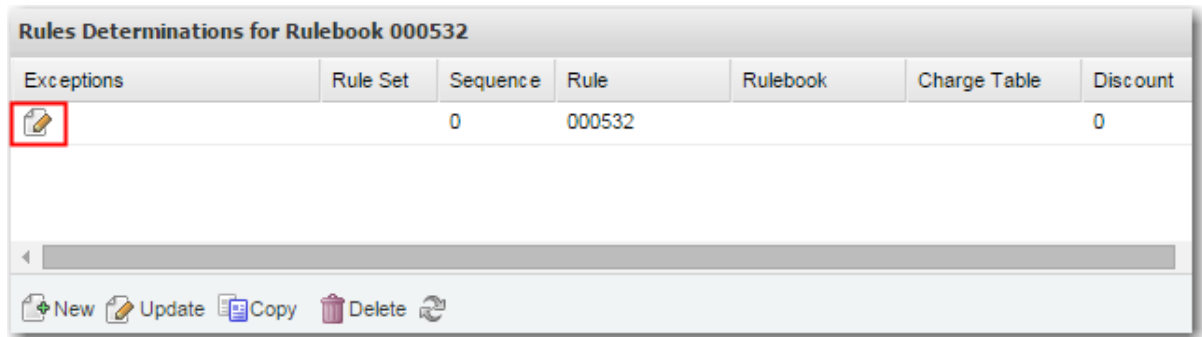 Rules Determinations for Rulebook 000532
Exceptions Rule Set Sequence Rule Rulebook Charge Table Discount
0 000532 0
New Update Copy Delete